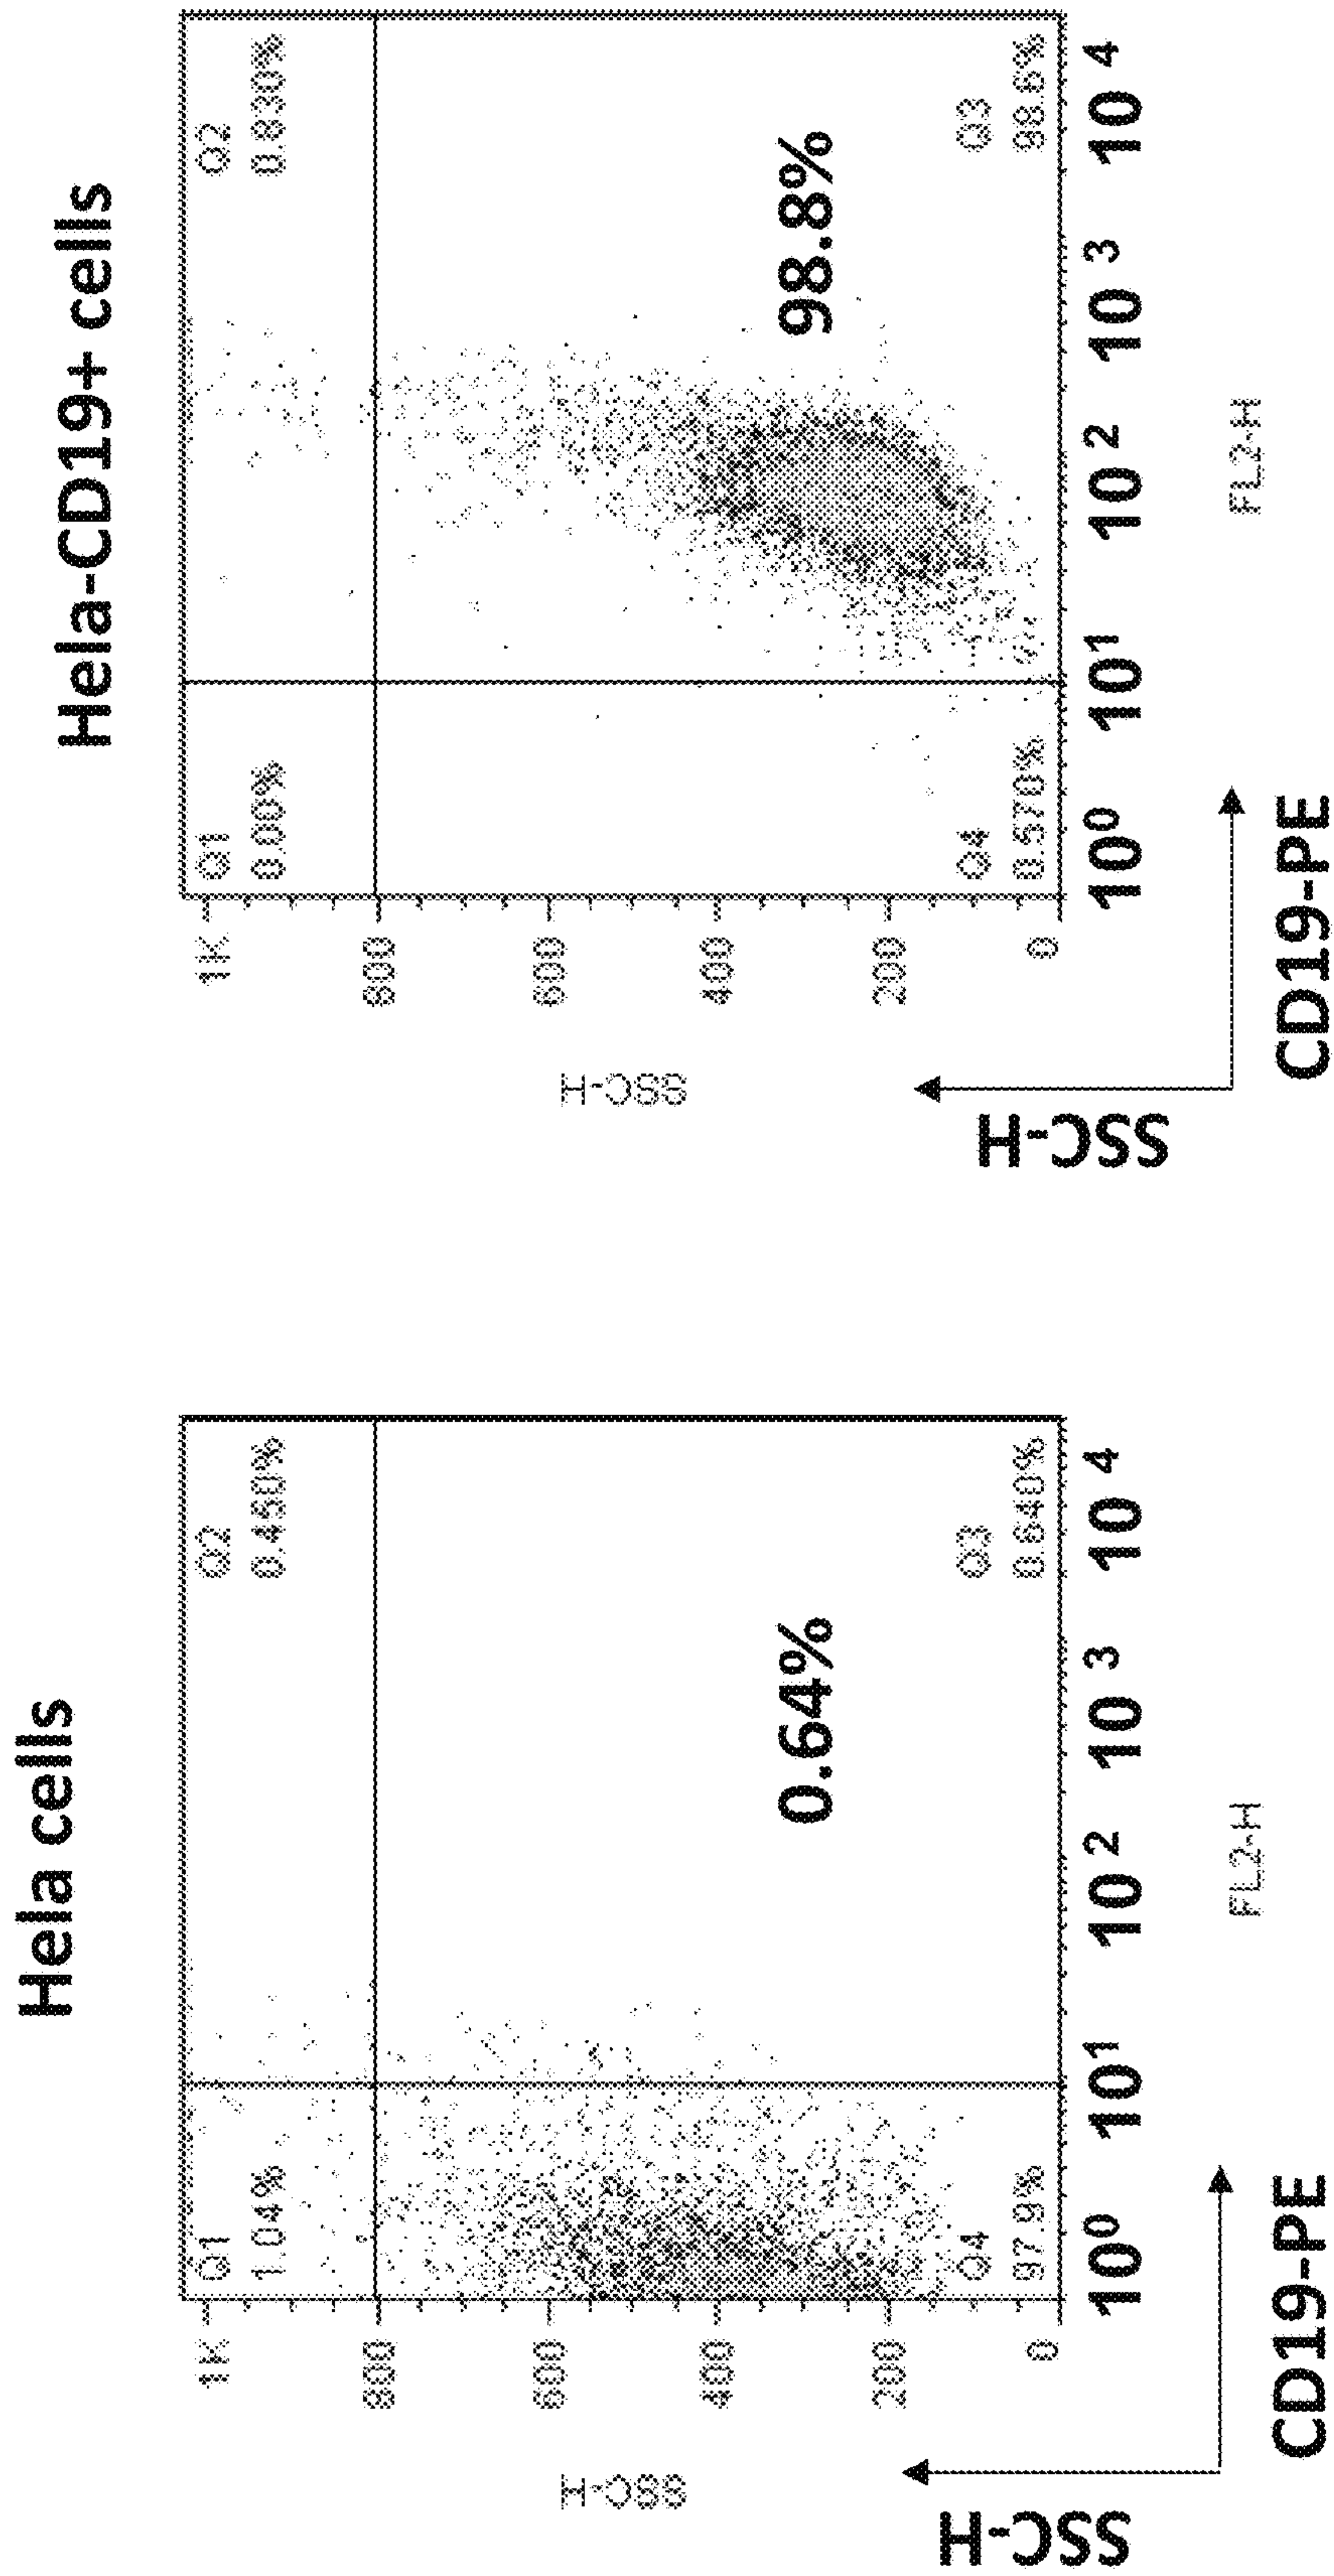 Hela cells
Q1
1.04%
Q2
0.450%
1K
800
600
400
200
0
SSC-H
0.64%
Q4
97.9%
Q3
0.640%
10⁰ 10¹ 10² 10³ 10⁴
FL2-H
SSC-H
CD19-PE
Hela-CD19+ cells
Q1
0.00%
Q2
0.830%
1K
800
600
400
200
0
SSC-H
98.8%
Q4
0.570%
Q3
98.6%
10⁰ 10¹ 10² 10³ 10⁴
FL2-H
SSC-H
CD19-PE